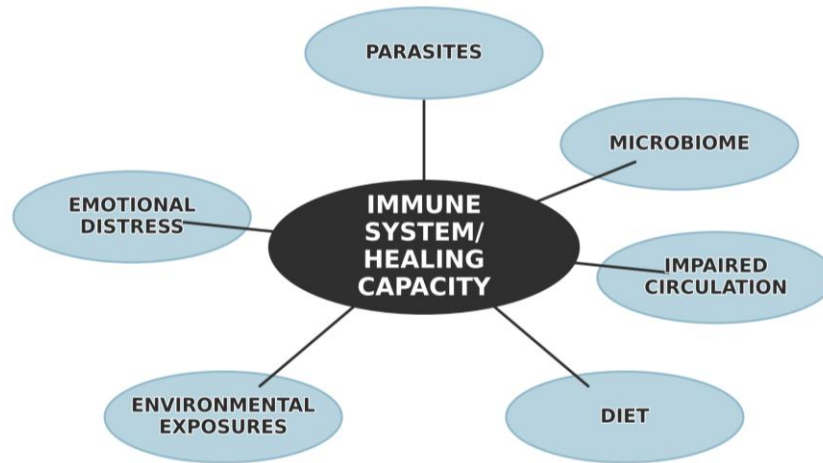 PARASITES
MICROBIOME
EMOTIONAL
DISTRESS
IMMUNE
SYSTEM/
HEALING
CAPACITY
IMPAIRED
CIRCULATION
ENVIRONMENTAL
EXPOSURES
DIET